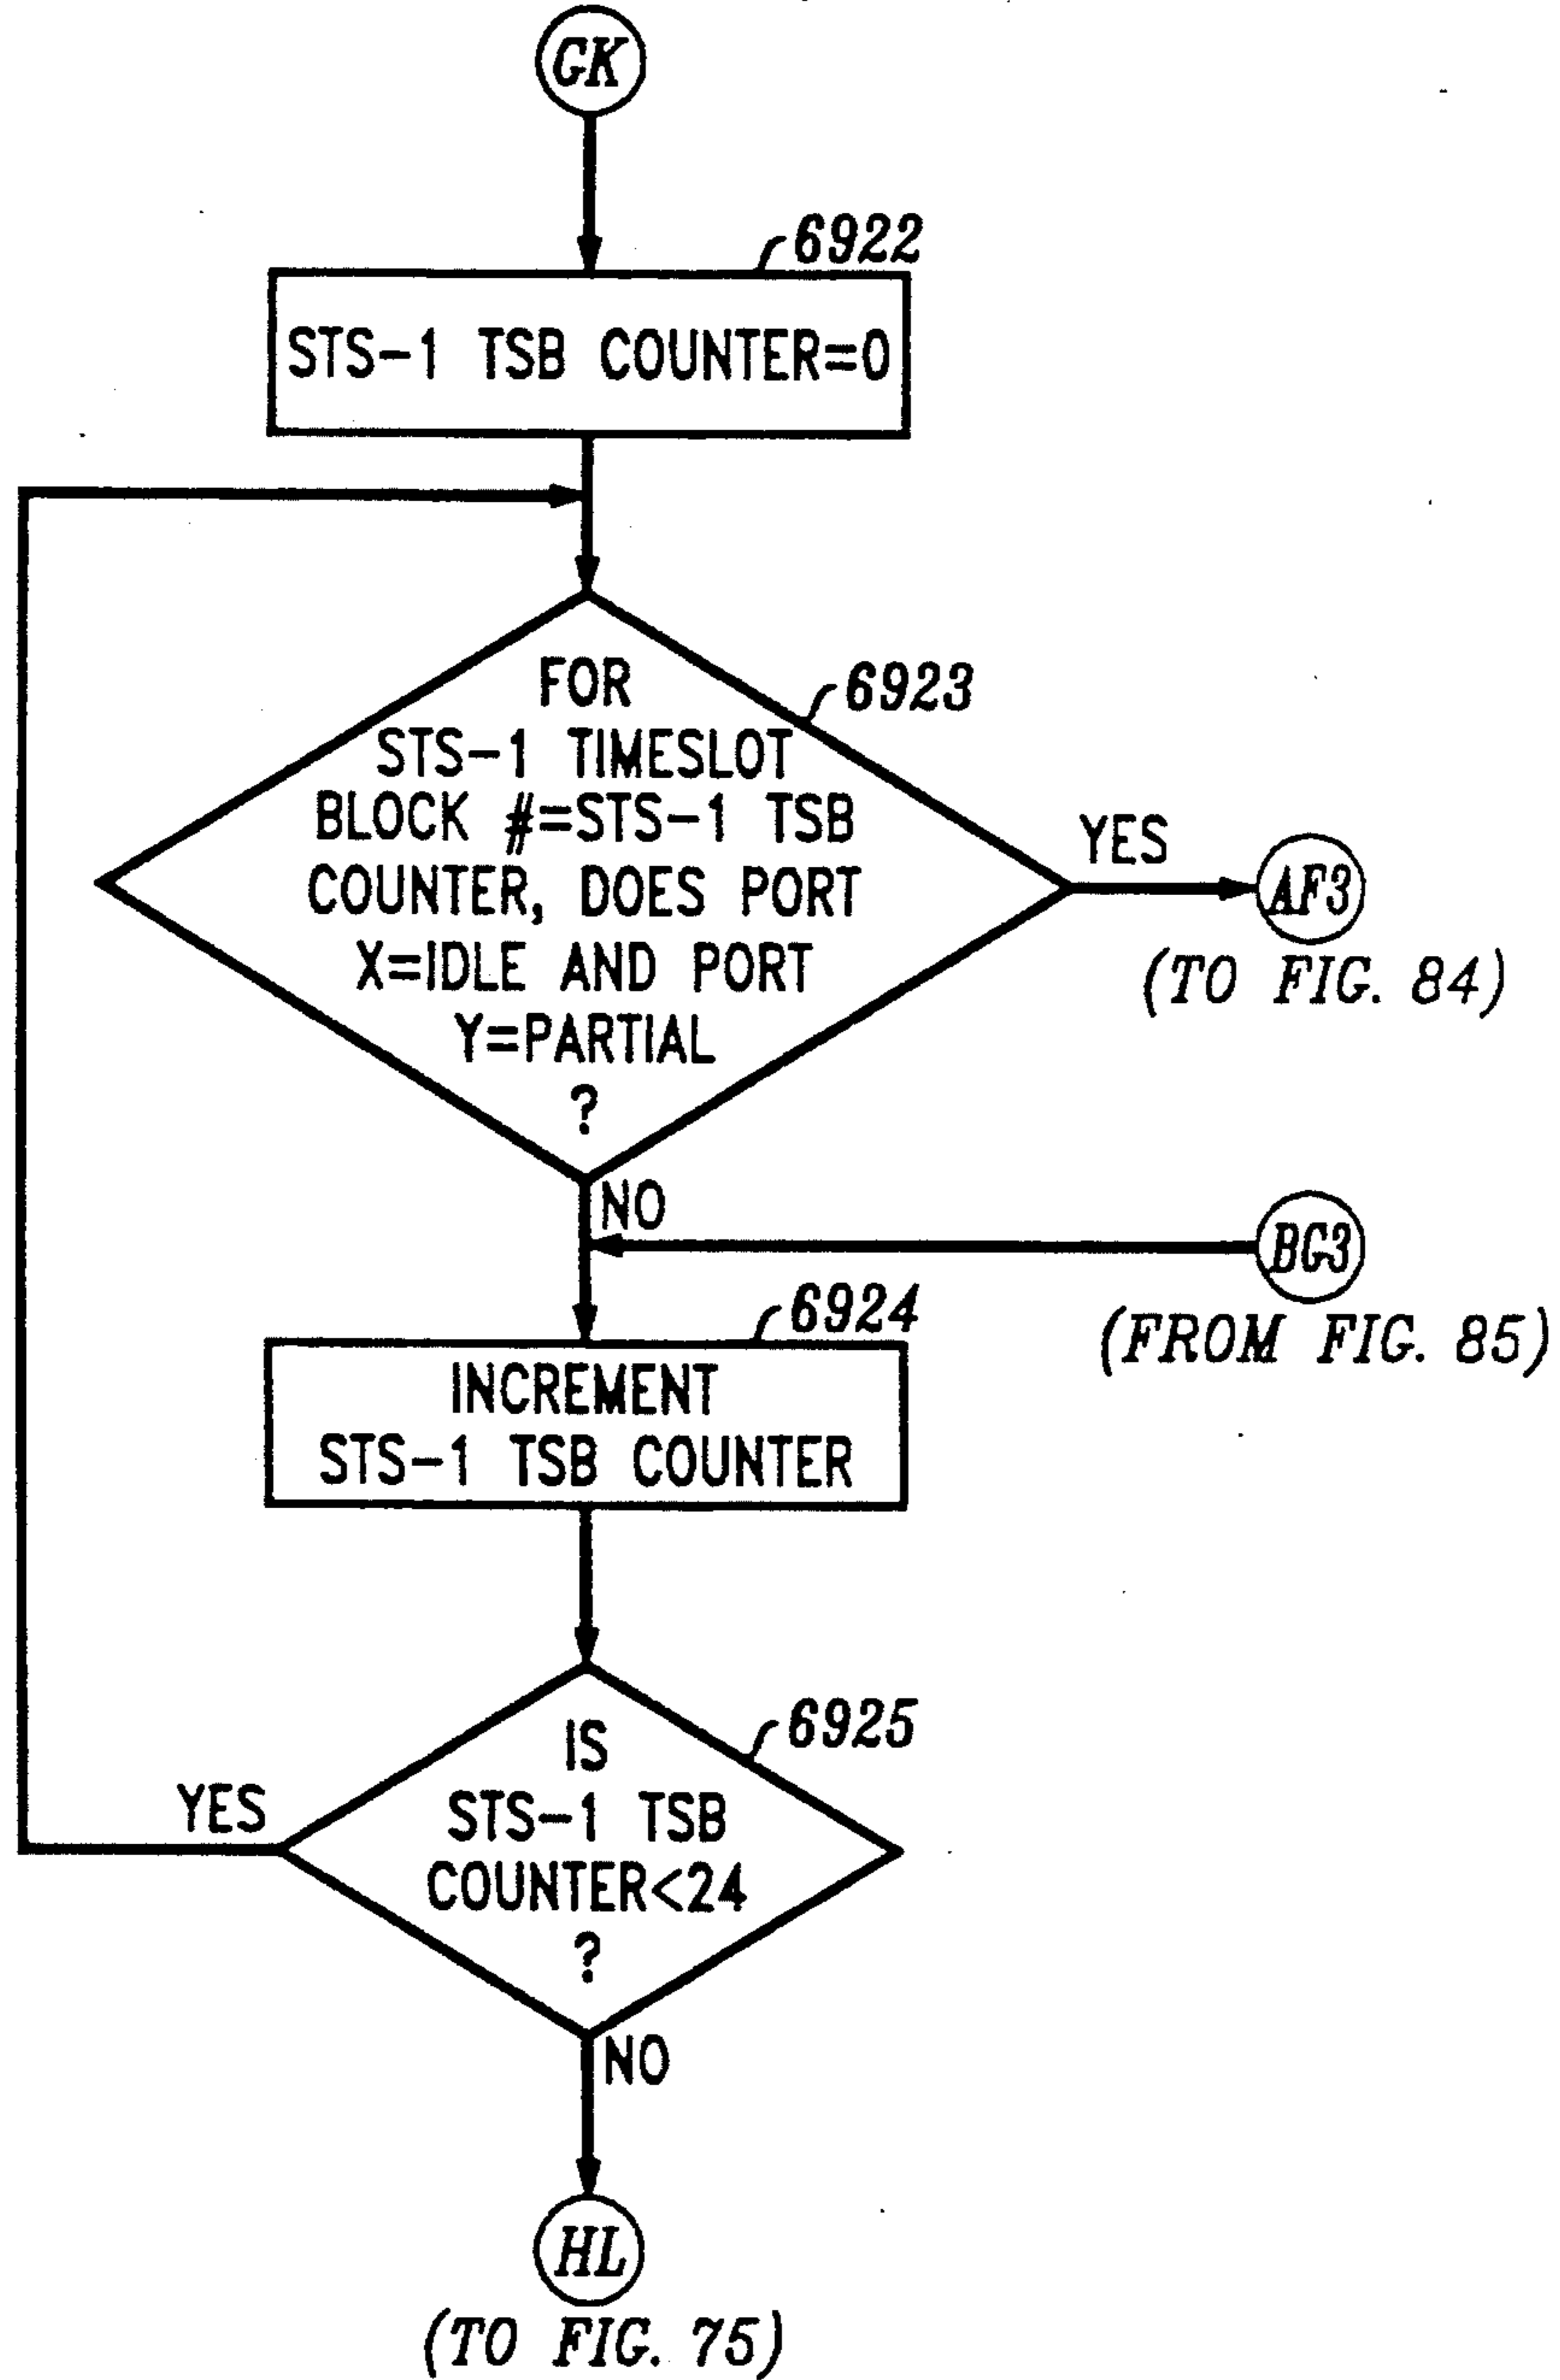 GK
6922
STS-1 TSB COUNTER=0
FOR
6923
STS-1 TIMESLOT
BLOCK #=STS-1 TSB
COUNTER, DOES PORT
X=IDLE AND PORT
Y=PARTIAL
?
YES
AF3
(TO FIG. 84)
NO
BG3
(FROM FIG. 85)
6924
INCREMENT
STS-1 TSB COUNTER
6925
IS
STS-1 TSB
COUNTER<24
?
YES
NO
HL
(TO FIG. 75)